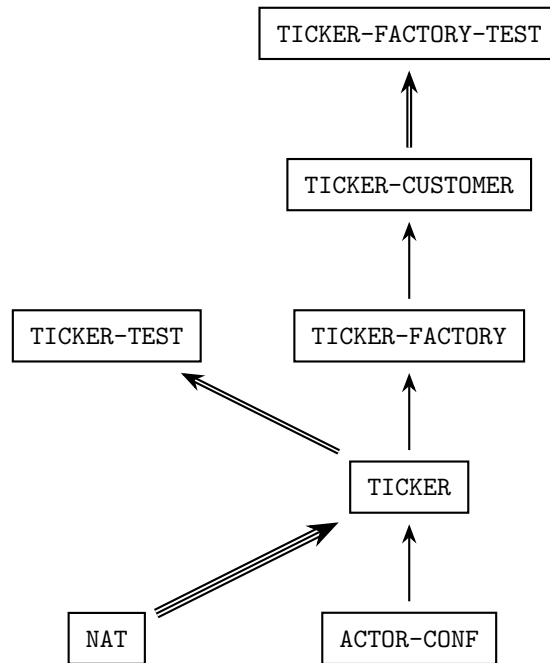 TICKER-FACTORY-TEST
TICKER-CUSTOMER
TICKER-TEST
TICKER-FACTORY
TICKER
NAT
ACTOR-CONF